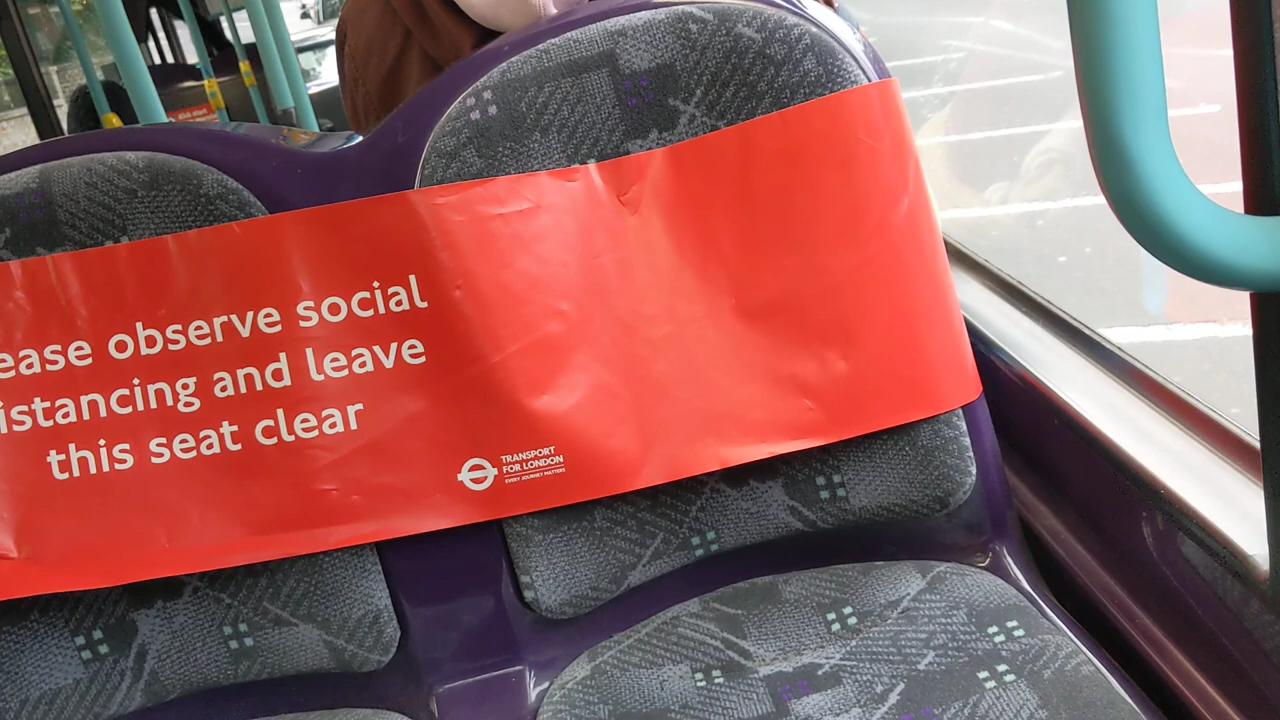 ease observe social
istancing and leave
this seat clear
TRANSPORT
FOR LONDON
EVERY JOURNEY MATTERS